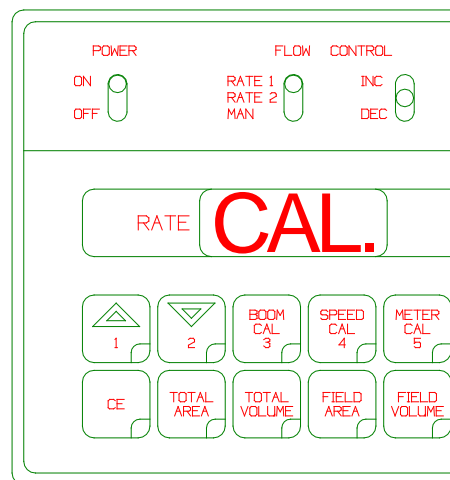 POWER
FLOW CONTROL
ON
RATE 1
INC
RATE 2
OFF
MAN
DEC
RATE
CAL.
1
2
BOOM
CAL
3
SPEED
CAL
4
METER
CAL
5
CE
TOTAL
AREA
TOTAL
VOLUME
FIELD
AREA
FIELD
VOLUME